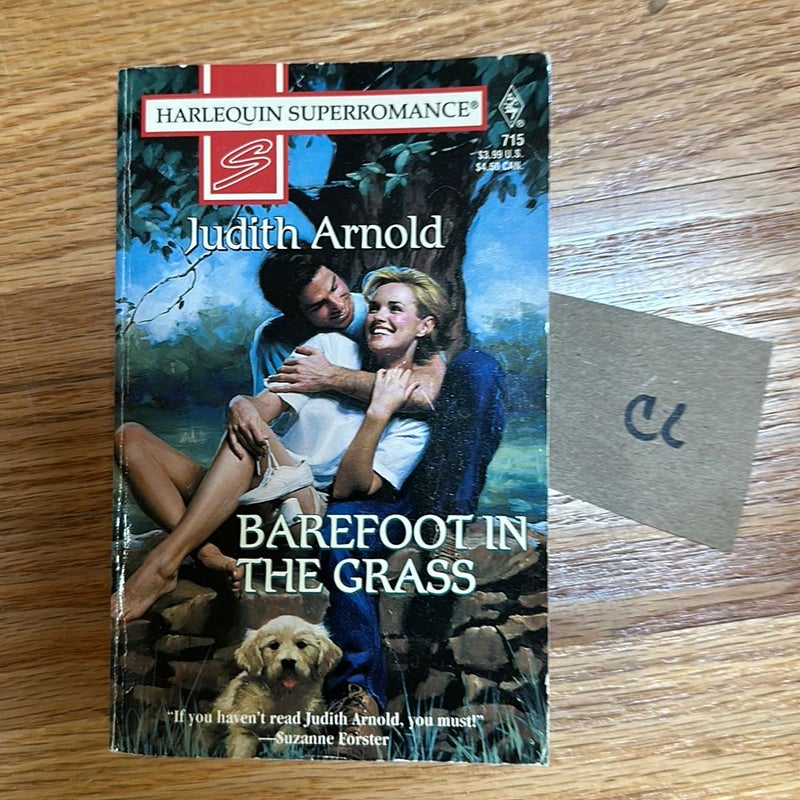 HARLEQUIN SUPERROMANCE®
S
715
$3.99 U.S.
$4.50 CAN.
Judith Arnold
BAREFOOT IN
THE GRASS
"If you haven't read Judith Arnold, you must!"
—Suzanne Forster